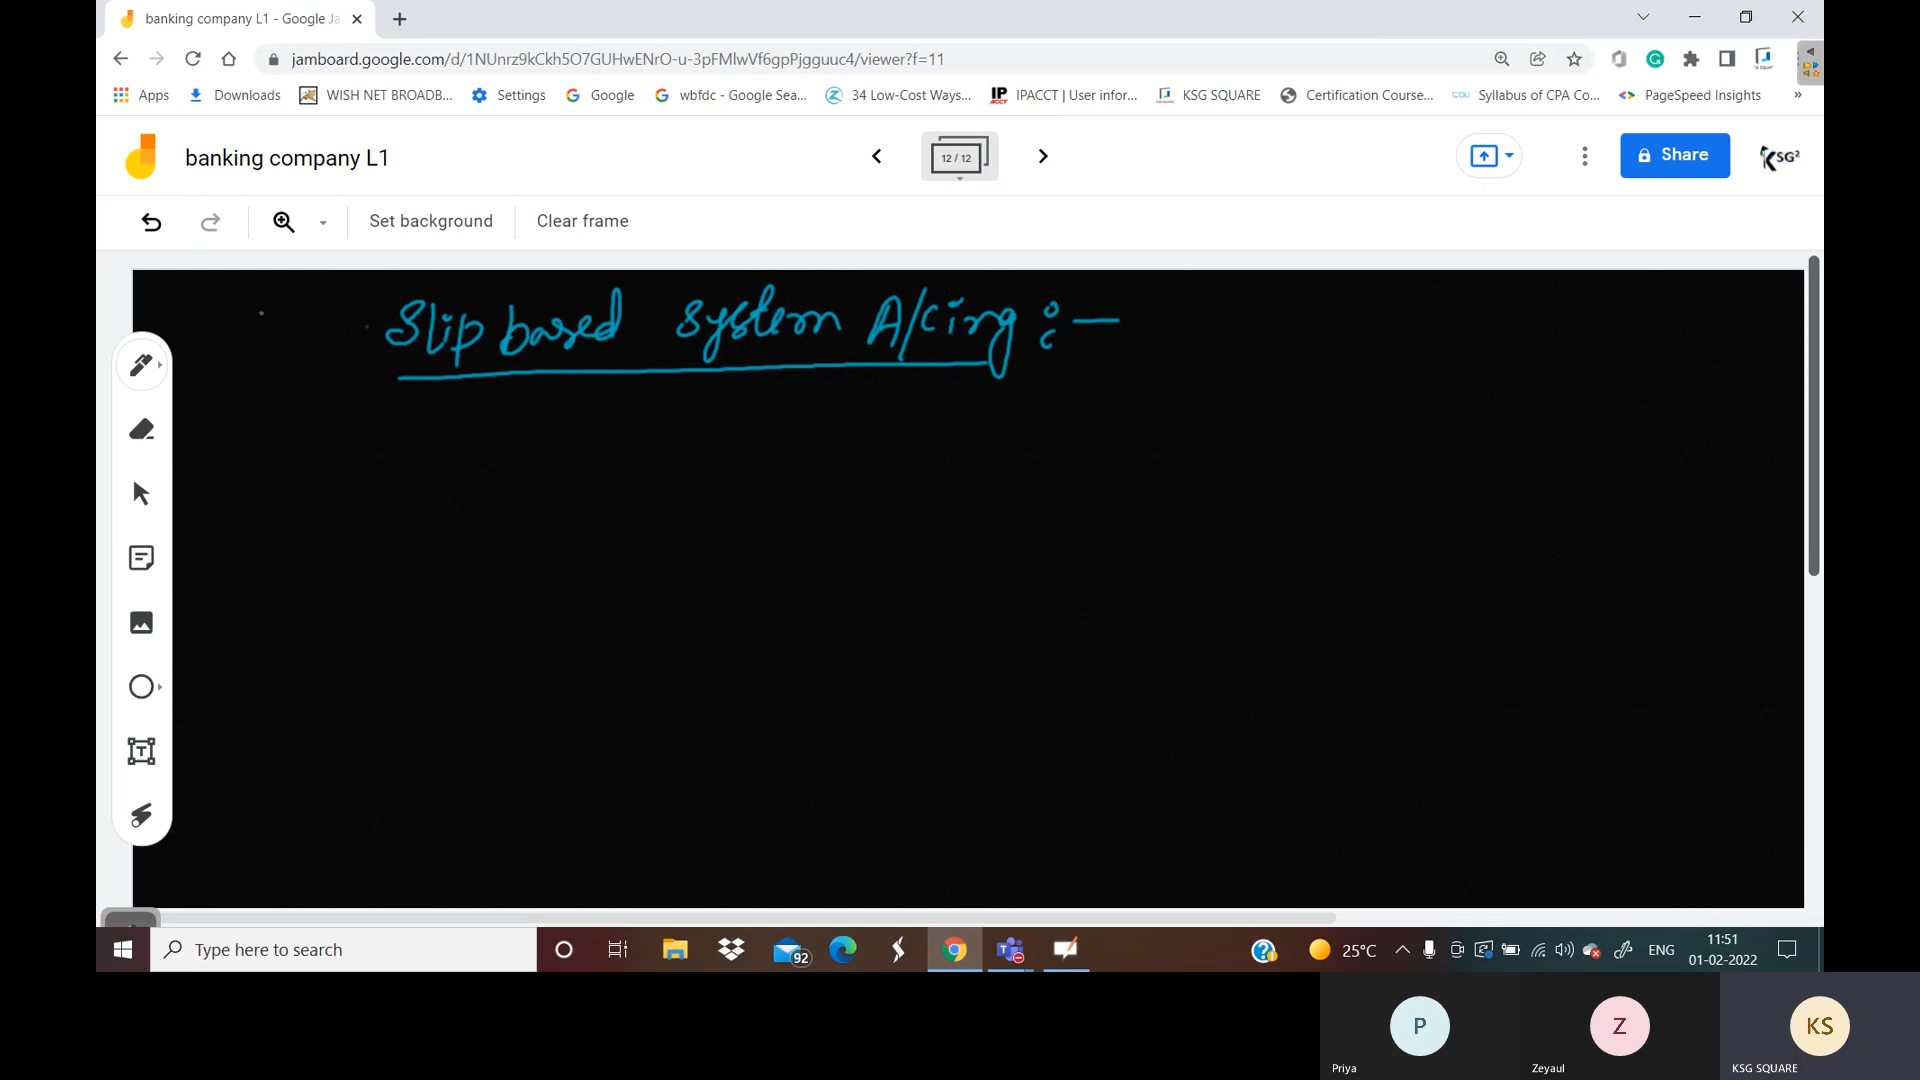 banking company L1 - Google Ja
jamboard.google.com/d/1NUnrz9kCkh5O7GUHwENrO-u-3pFMlwVf6gpPjgguuc4/viewer?f=11
Apps Downloads WISH NET BROADB... Settings Google wbfdc - Google Sea... 34 Low-Cost Ways... IPACCT | User infor... KSG SQUARE Certification Course... Syllabus of CPA Co... PageSpeed Insights »
banking company L1
12 / 12
Share
KSG²
Set background Clear frame
Slip based system A/cing :-
Type here to search
92
25°C
ENG
11:51
01-02-2022
P Z KS
Priya Zeyaul KSG SQUARE